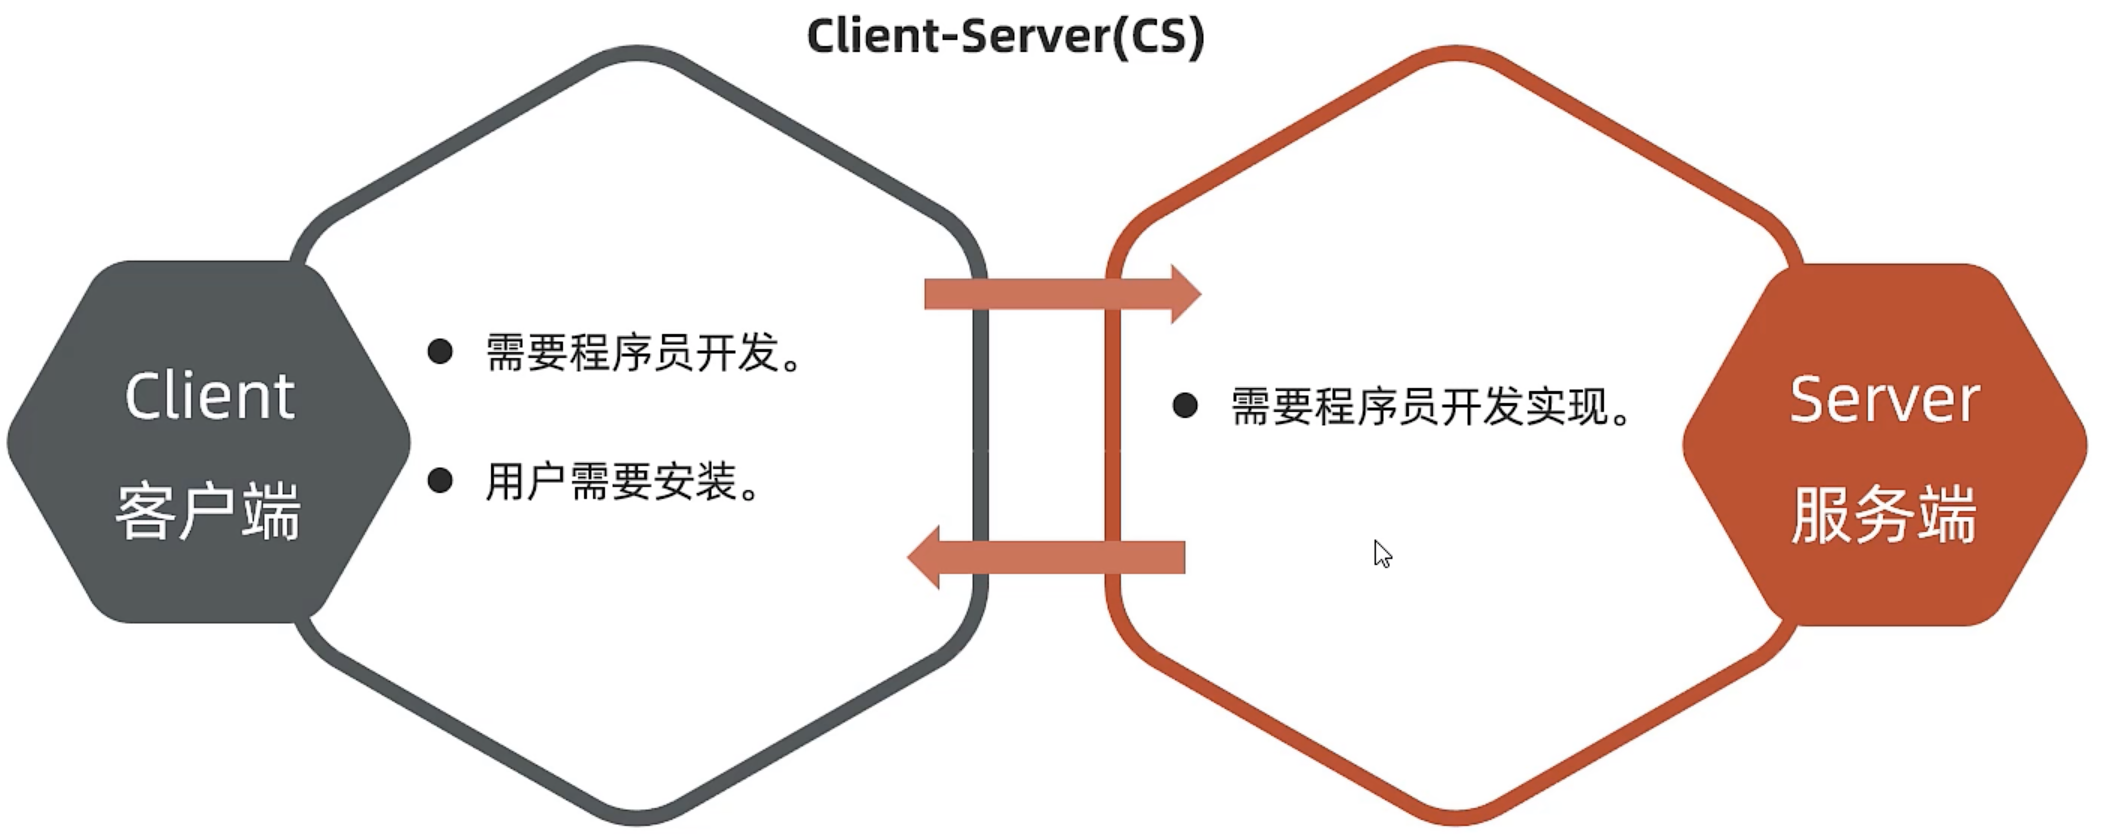 Client-Server(CS)
Client
客户端
需要程序员开发。
用户需要安装。
需要程序员开发实现。
Server
服务端